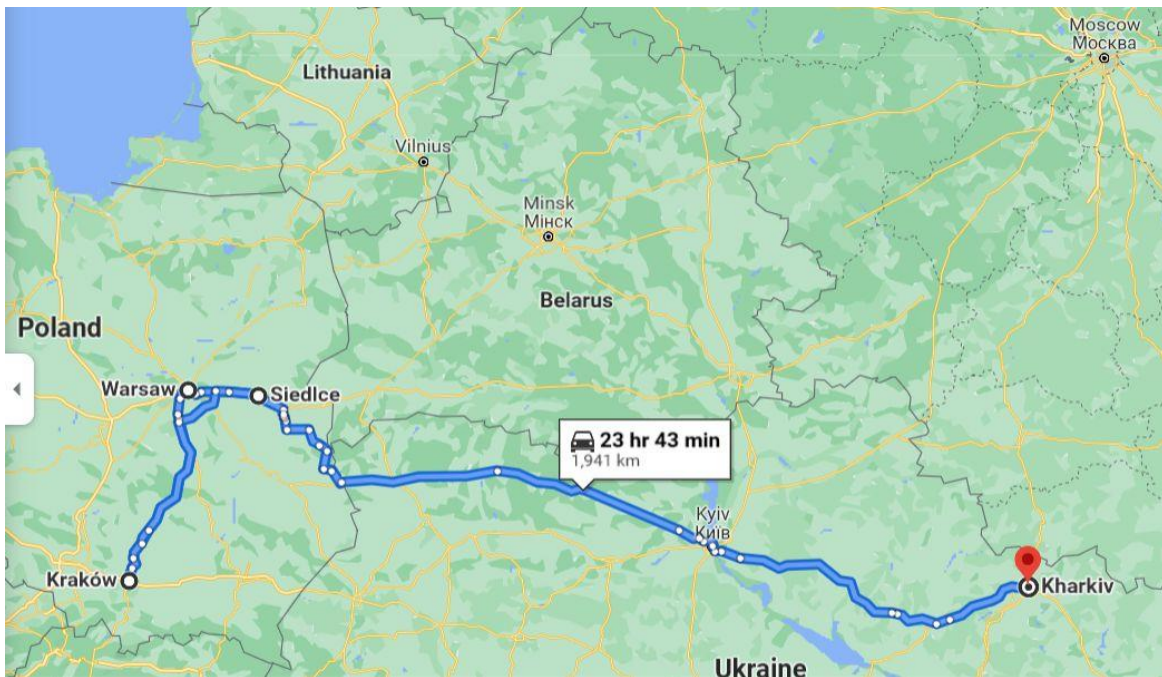 Moscow
Москва
Lithuania
Vilnius
Minsk
Мінск
Belarus
Poland
Warsaw
Siedlce
23 hr 43 min
1,941 km
Kyiv
Київ
Kraków
Kharkiv
Ukraine